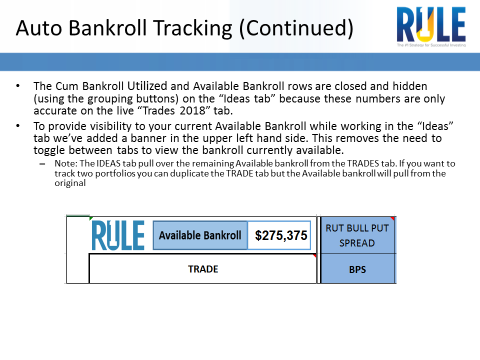 Auto Bankroll Tracking (Continued)
RULE
The #1 Strategy for Successful Investors
• The Cum Bankroll Utilized and Available Bankroll rows are closed and hidden
(using the grouping buttons) on the “Ideas tab” because these numbers are only
accurate on the live “Trades 2018” tab.
• To provide visibility to your current Available Bankroll while working in the “Ideas”
tab we’ve added a banner in the upper left hand side. This removes the need to
toggle between tabs to view the bankroll currently available.
– Note: The IDEAS tab pull over the remaining Available bankroll from the TRADES tab. If you want to
track two portfolios you can duplicate the TRADE tab but the Available bankroll will pull from the
original
RULE
Available Bankroll
$275,375
RUT BULL PUT
SPREAD
TRADE
BPS